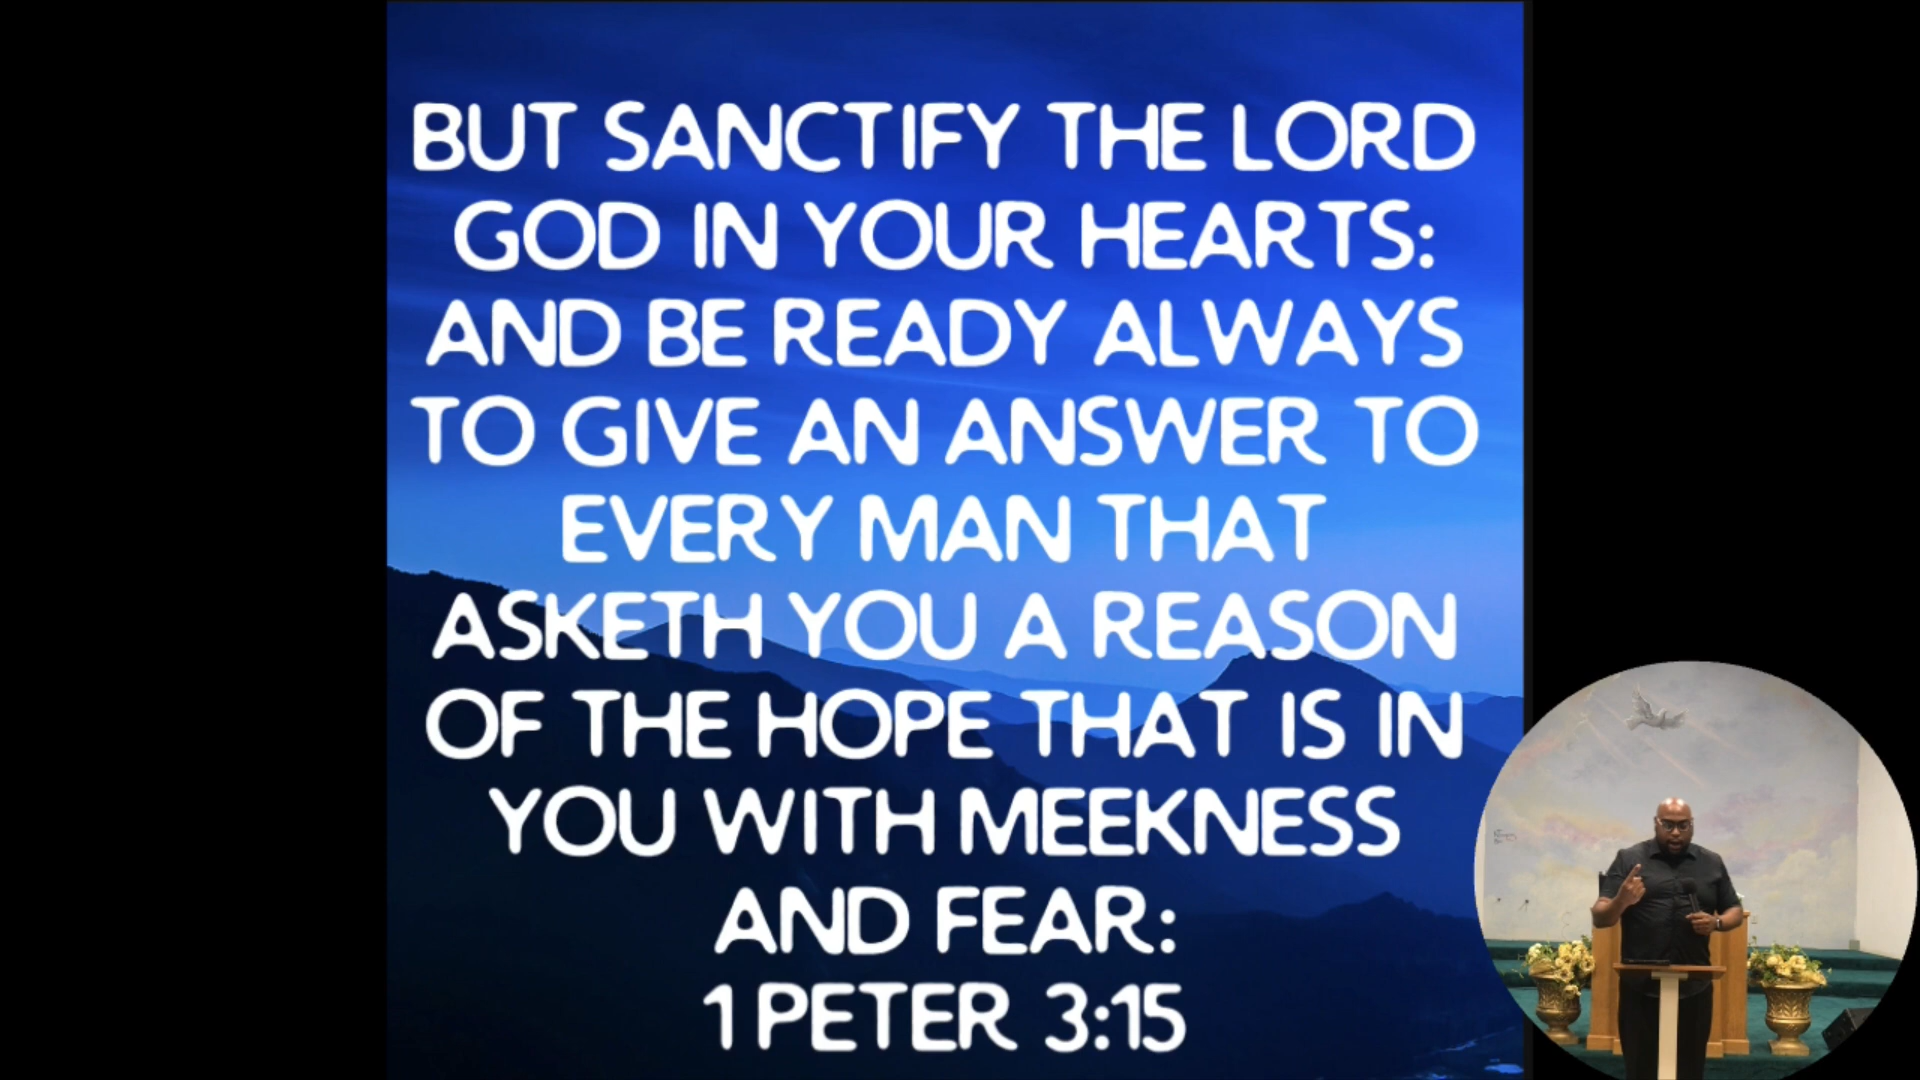 BUT SANCTIFY THE LORD
GOD IN YOUR HEARTS:
AND BE READY ALWAYS
TO GIVE AN ANSWER TO
EVERY MAN THAT
ASKETH YOU A REASON
OF THE HOPE THAT IS IN
YOU WITH MEEKNESS
AND FEAR:
1 PETER 3:15